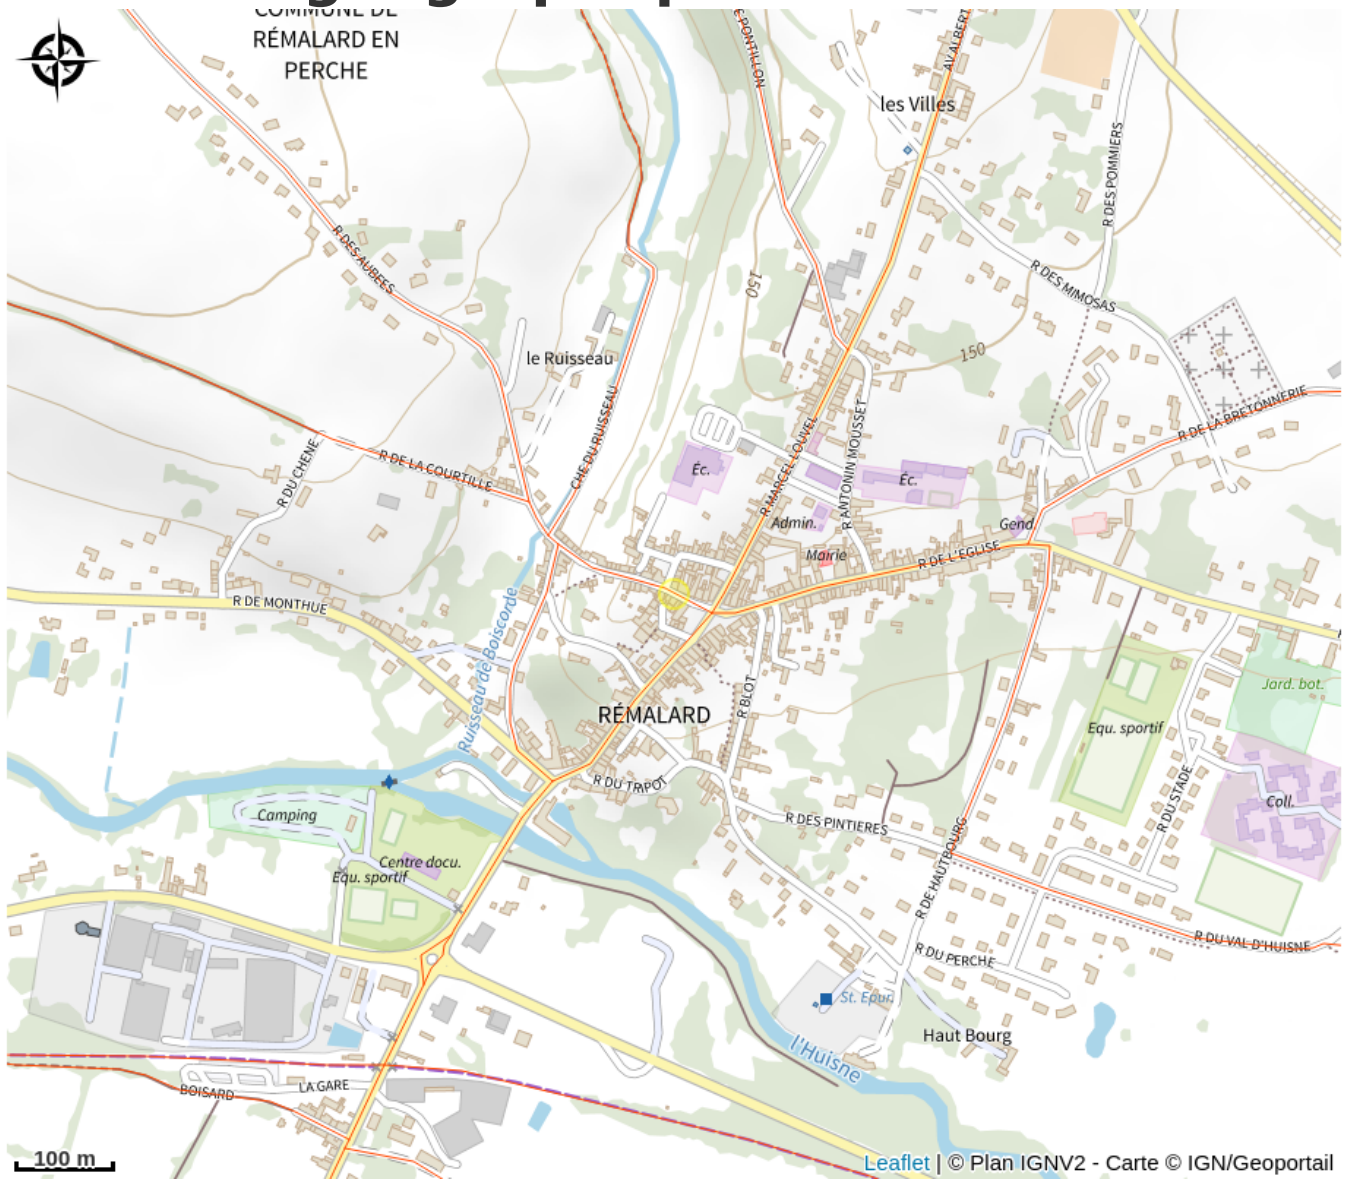 COMMUNE DE
RÉMALARD EN
PERCHE
PONTILLON
AV ALBERT
les Villes
R DES POMMIERS
R DES AUBEES
R DES MIMOSAS
150
150
le Ruisseau
CHE DU RUISSEAU
R DE LA BRETONNERIE
R MARCEL LOUVEL
R ANTONIN MOUSSET
R DU CHENE
R DE LA COURTILLE
Éc.
Éc.
Admin.
Gend
Mairie
R DE L'EGLISE
R DE MONTHUE
Ruisseau de Boiscorde
R BLOT
Jard. bot.
RÉMALARD
Equ. sportif
R DU TRIPOT
R DU STADE
Coll.
Camping
R DES PINTIERES
Centre docu.
Equ. sportif
R DE HAUTBOURG
R DU VAL D'HUISNE
R DU PERCHE
St. Epur.
Haut Bourg
l'Huisne
LA GARE
BOISARD
100 m
Leaflet | © Plan IGNV2 - Carte © IGN/Geoportail